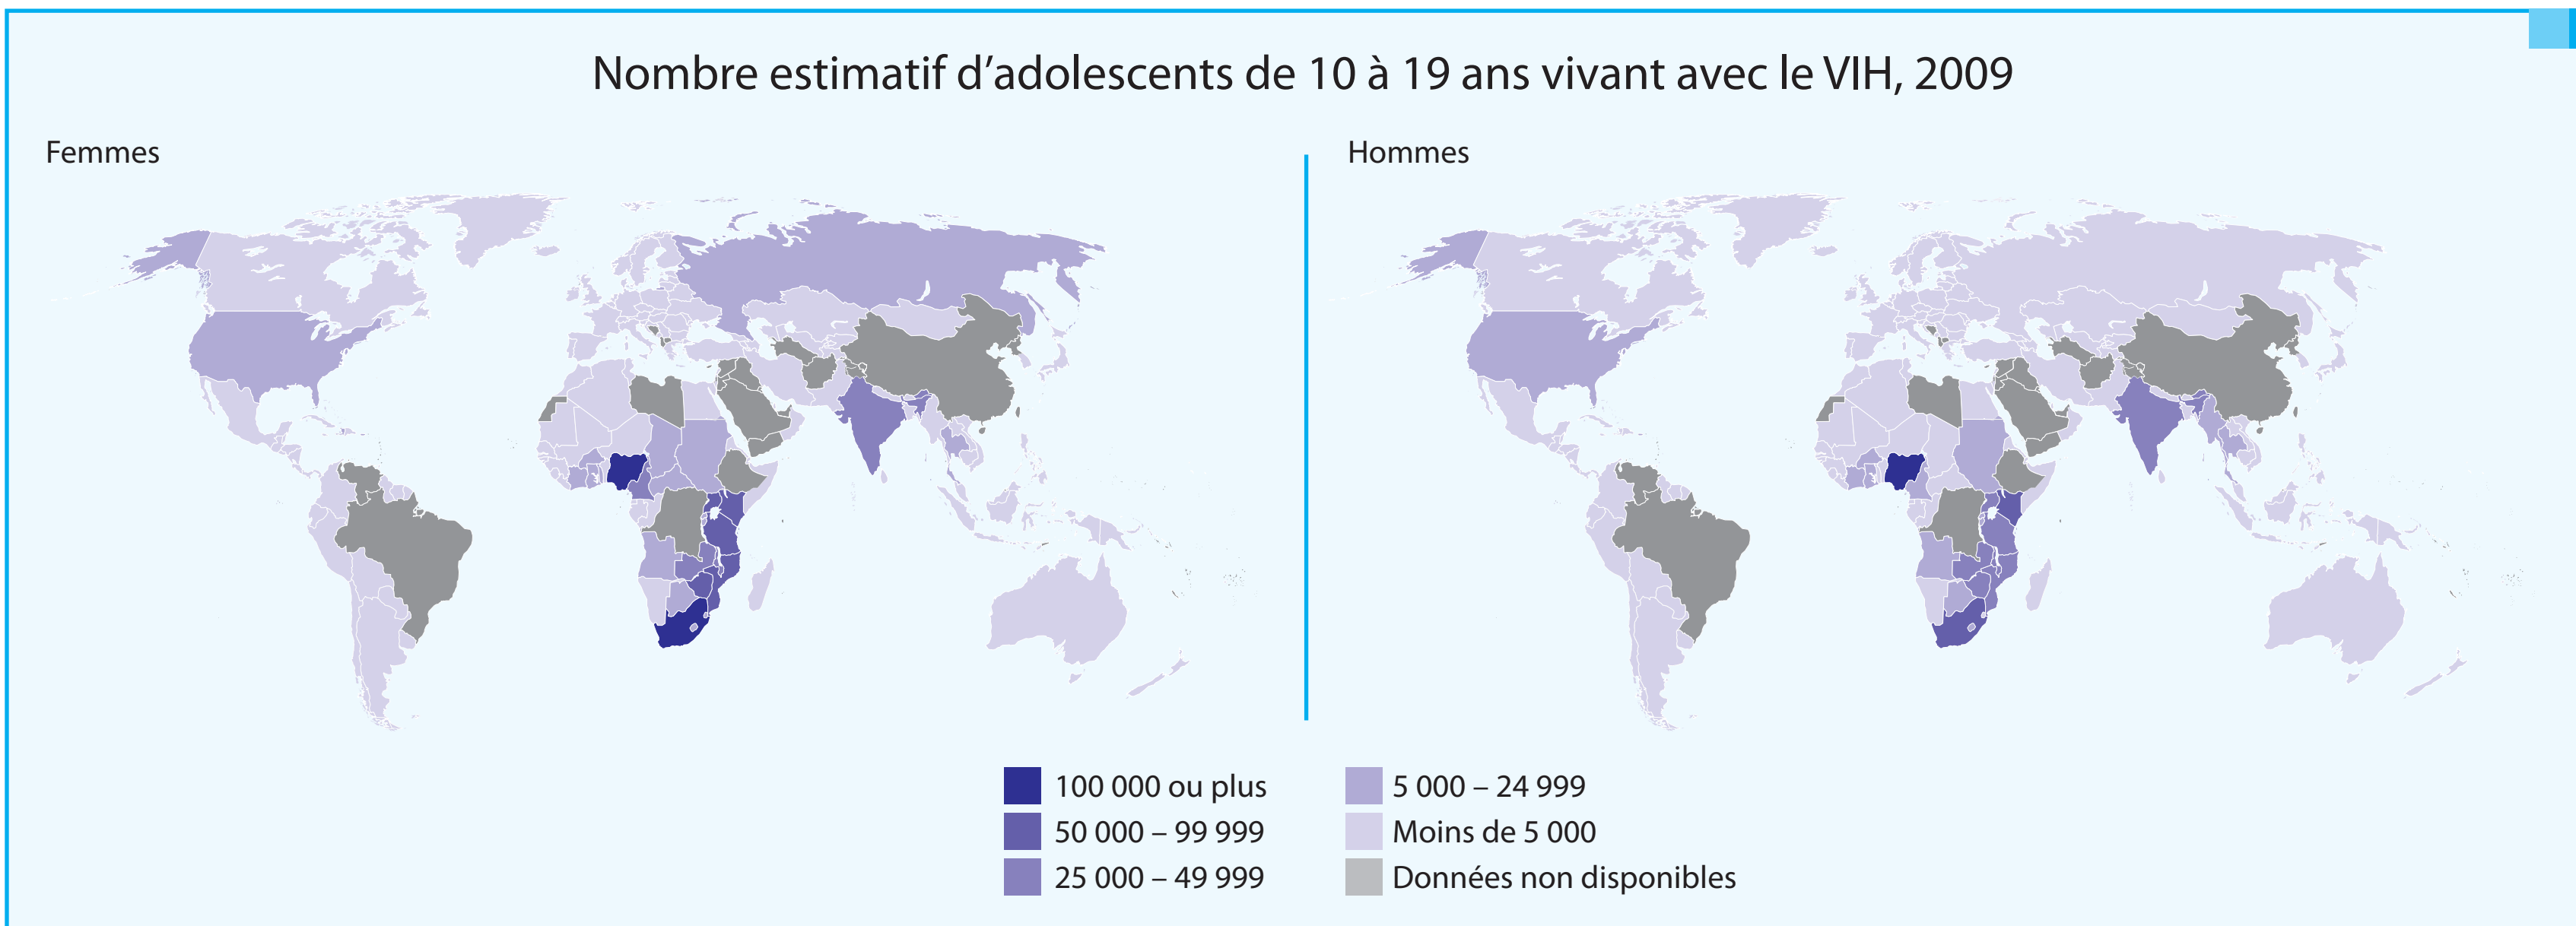 Nombre estimatif d’adolescents de 10 à 19 ans vivant avec le VIH, 2009
Femmes
Hommes
100 000 ou plus
50 000 – 99 999
25 000 – 49 999
5 000 – 24 999
Moins de 5 000
Données non disponibles